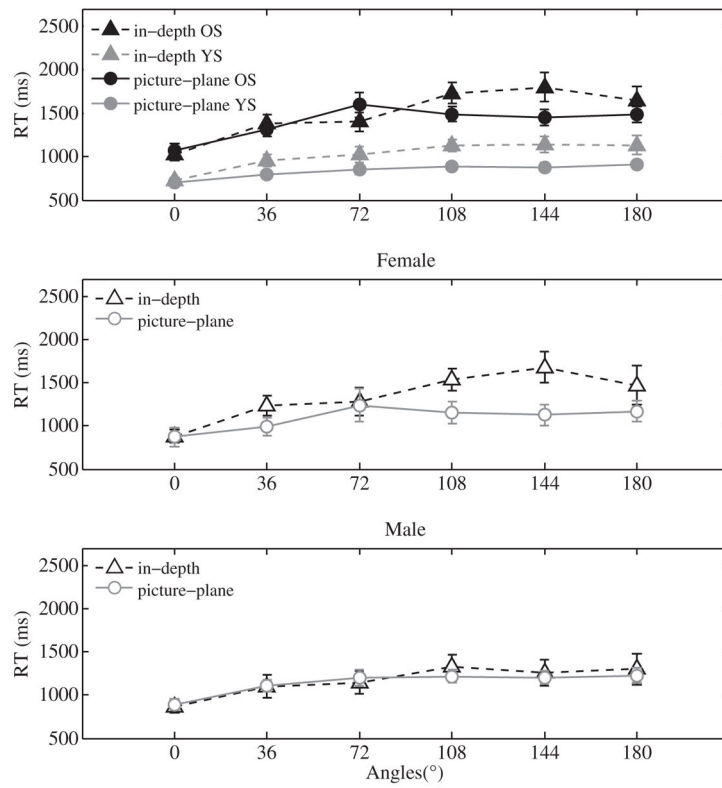 2500
in−depth OS
in−depth YS
2000
picture−plane OS
RT (ms)
1500
picture−plane YS
1000
500
0 36 72 108 144 180
Female
2500
in−depth
picture−plane
2000
RT (ms)
1500
1000
500
0 36 72 108 144 180
Male
2500
in−depth
picture−plane
2000
RT (ms)
1500
1000
500
0 36 72 108 144 180
Angles(°)